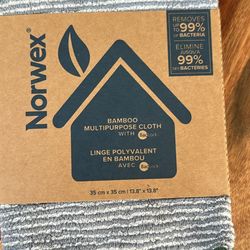 Norwex
REMOVES
UP TO 99%
OF BACTERIA
ÉLIMINE
JUSQU'À
99%
DES BACTÉRIES
BAMBOO
MULTIPURPOSE CLOTH
WITH
LINGE POLYVALENT
EN BAMBOU
AVEC
35 cm x 35 cm | 13.8" x 13.8"